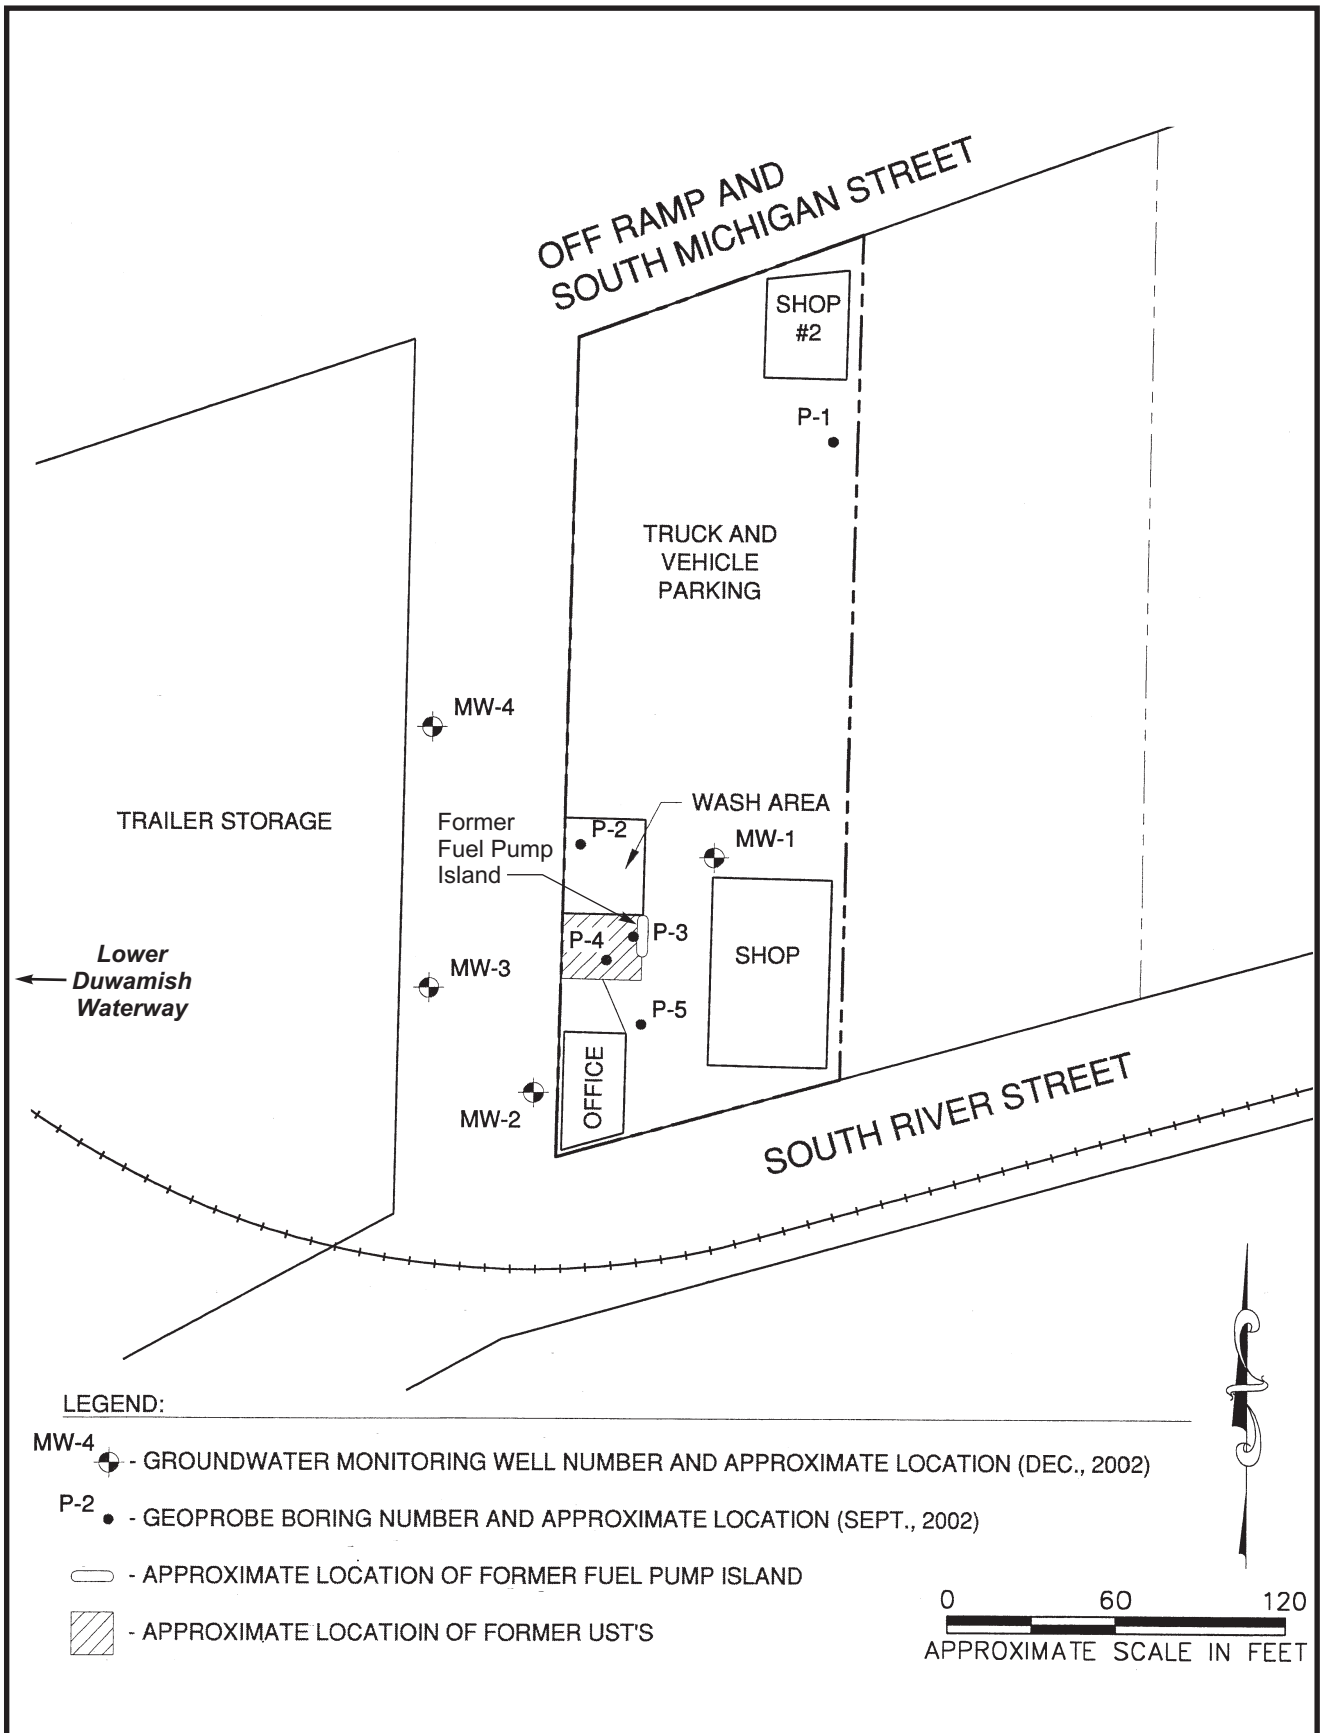 OFF RAMP AND
SOUTH MICHIGAN STREET
SHOP
#2
P-1
TRUCK AND
VEHICLE
PARKING
MW-4
TRAILER STORAGE
WASH AREA
Former
Fuel Pump
Island
P-2
MW-1
P-3
P-4
SHOP
Lower
Duwamish
Waterway
MW-3
P-5
OFFICE
MW-2
SOUTH RIVER STREET
LEGEND:
MW-4
- GROUNDWATER MONITORING WELL NUMBER AND APPROXIMATE LOCATION (DEC., 2002)
P-2
- GEOPROBE BORING NUMBER AND APPROXIMATE LOCATION (SEPT., 2002)
- APPROXIMATE LOCATION OF FORMER FUEL PUMP ISLAND
- APPROXIMATE LOCATIOIN OF FORMER UST'S
0 60 120
APPROXIMATE SCALE IN FEET